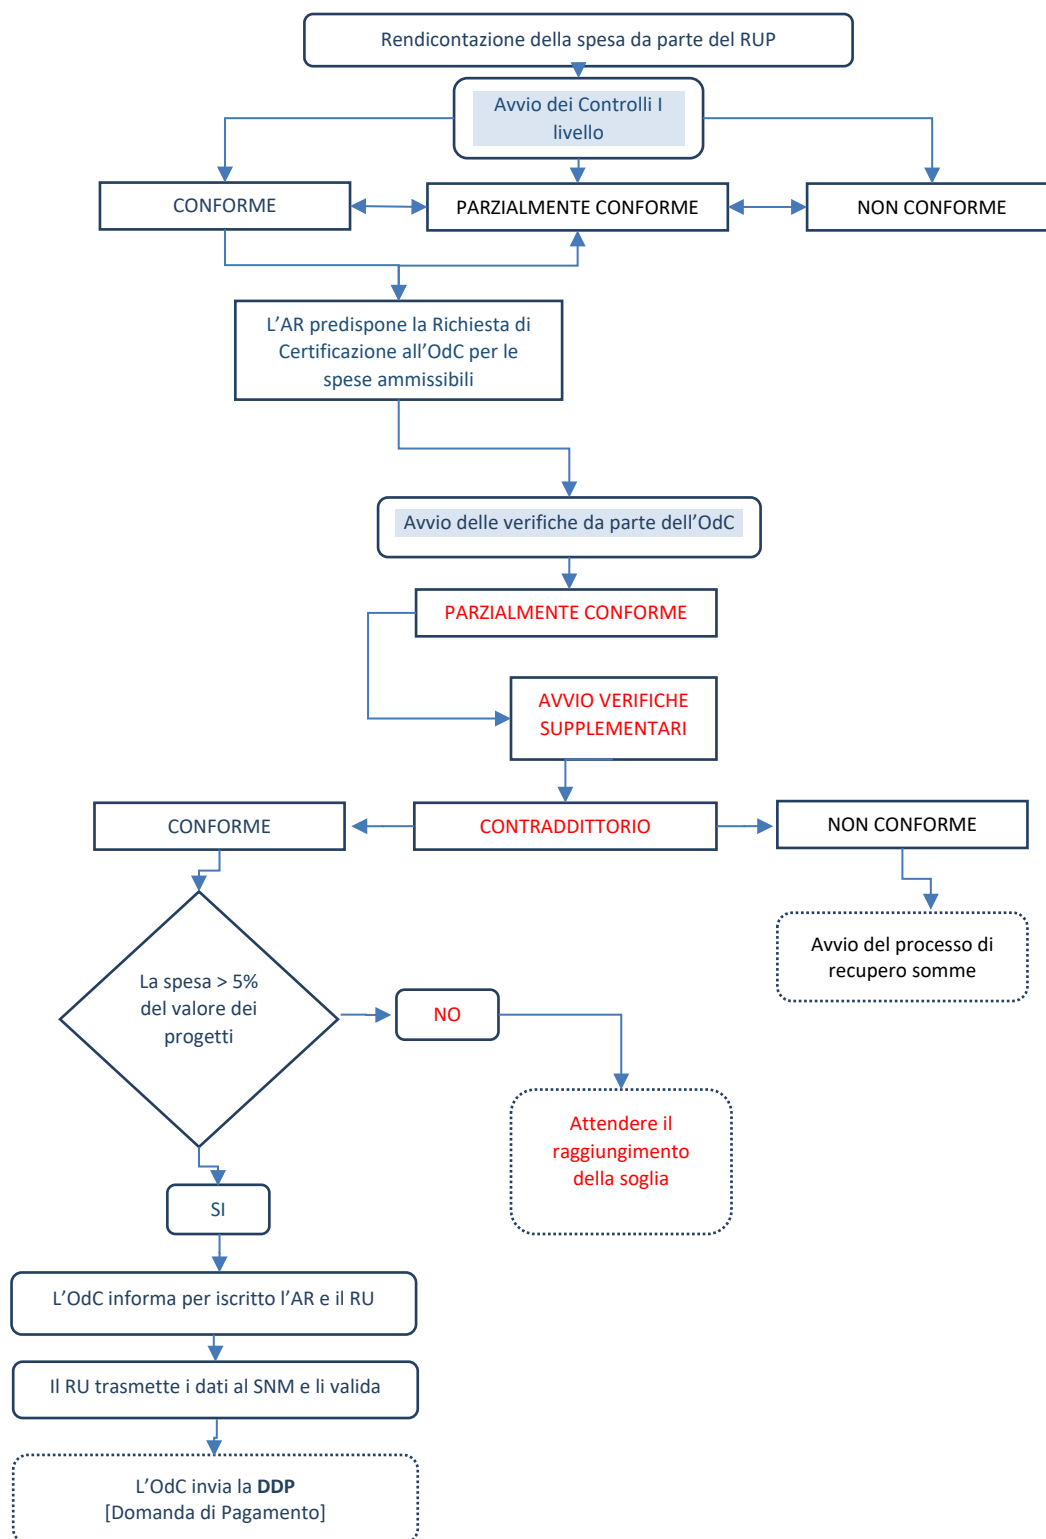 Rendicontazione della spesa da parte del RUP
Avvio dei Controlli I
livello
CONFORME
PARZIALMENTE CONFORME
NON CONFORME
L’AR predispone la Richiesta di
Certificazione all’OdC per le
spese ammissibili
Avvio delle verifiche da parte dell’OdC
PARZIALMENTE CONFORME
AVVIO VERIFICHE
SUPPLEMENTARI
CONFORME
CONTRADDITTORIO
NON CONFORME
Avvio del processo di
recupero somme
La spesa > 5%
del valore dei
progetti
NO
Attendere il
raggiungimento
della soglia
SI
L’OdC informa per iscritto l’AR e il RU
Il RU trasmette i dati al SNM e li valida
L’OdC invia la DDP
[Domanda di Pagamento]